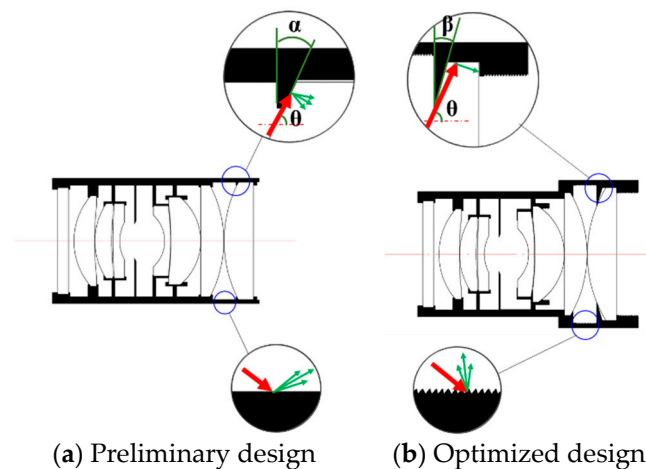 α
θ
β
θ
(a) Preliminary design
(b) Optimized design